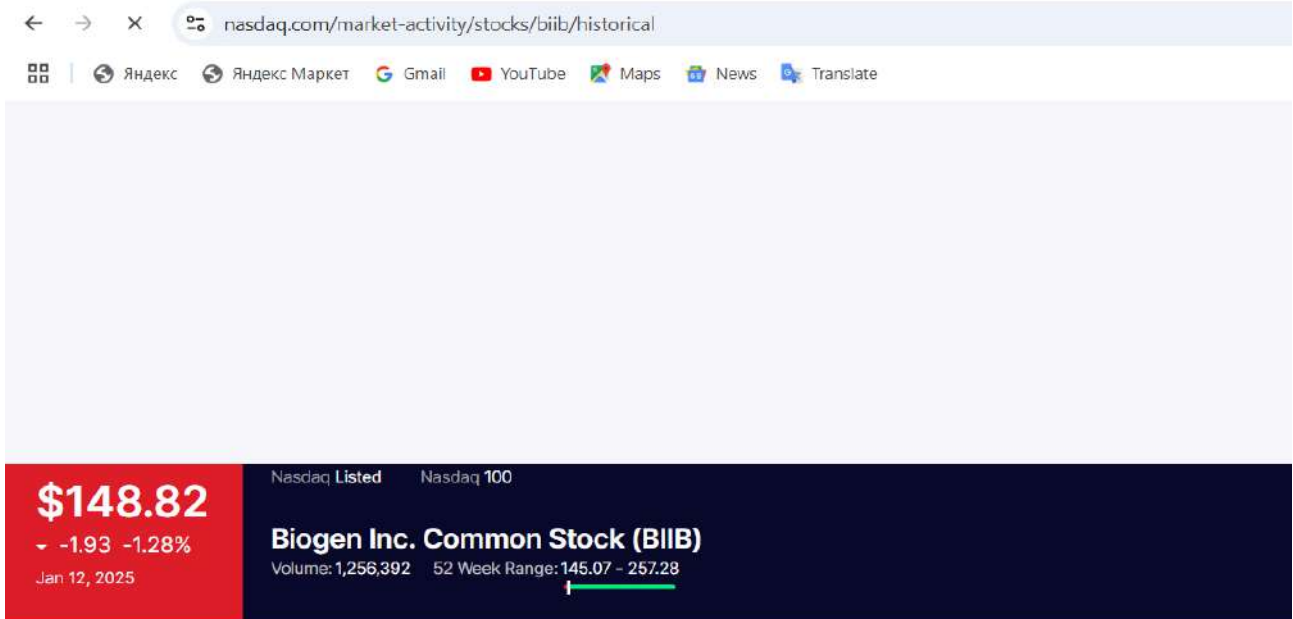 nasdaq.com/market-activity/stocks/biib/historical
Яндекс Яндекс Маркет Gmail YouTube Maps News Translate
Nasdaq Listed Nasdaq 100
$148.82
-1.93 -1.28%
Jan 12, 2025
Biogen Inc. Common Stock (BIIB)
Volume: 1,256,392 52 Week Range: 145.07 - 257.28